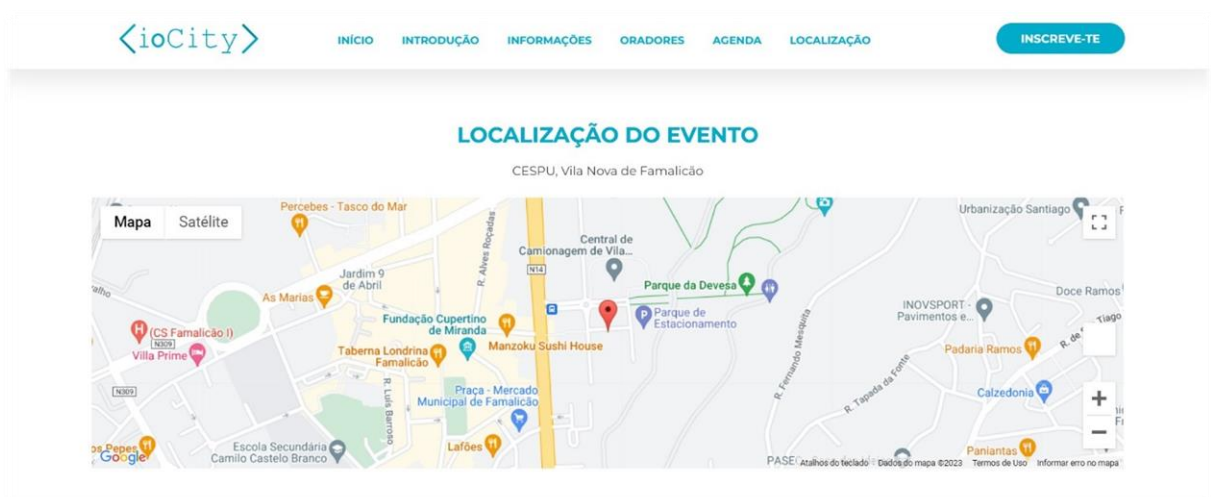 <ioCity>
INÍCIO
INTRODUÇÃO
INFORMAÇÕES
ORADORES
AGENDA
LOCALIZAÇÃO
INSCREVE-TE
LOCALIZAÇÃO DO EVENTO
CESPU, Vila Nova de Famalicão
Mapa
Satélite
Percebes - Tasco do Mar
R. Alves Roçadas
Central de
Camionagem de Vila...
Urbanização Santiago
N14
Jardim 9
de Abril
As Marias
Parque da Devesa
Doce Ramos
INOVSPORT -
Pavimentos e...
Parque de
Estacionamento
Fundação Cupertino
de Miranda
(CS Famalicão I)
N309
Villa Prime
Taberna Londrina
Famalicão
Manzoku Sushi House
R. Fernando Mesquita
Padaria Ramos
R. de
Tiago
R. Tapada da Fonte
N309
R. Luís Barroso
Praça - Mercado
Municipal de Famalicão
Calzedonia
+
−
os Pepes
Google
Escola Secundária
Camilo Castelo Branco
Lafões
Paniantas
PASEC
Atalhos do teclado
Dados do mapa ©2023
Termos de Uso
Informar erro no mapa